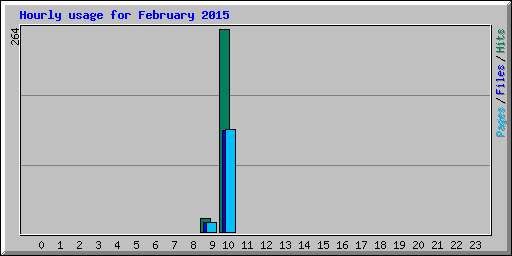 Hourly usage for February 2015
264
Pages/Files/Hits
0 1 2 3 4 5 6 7 8 9 10 11 12 13 14 15 16 17 18 19 20 21 22 23